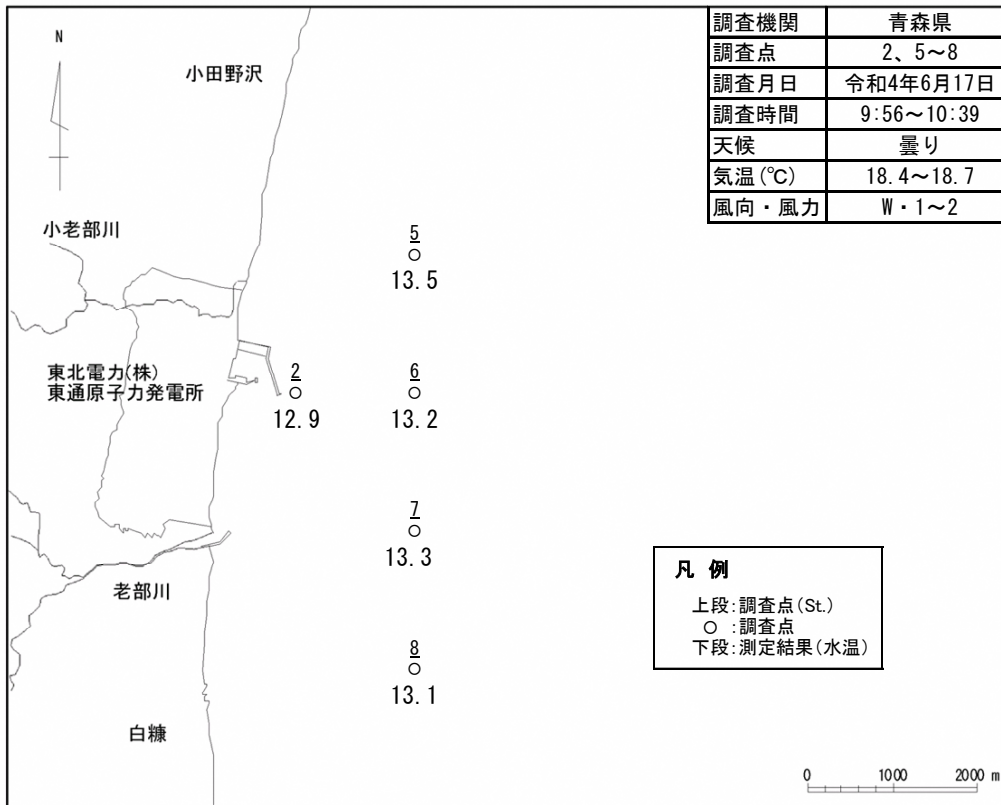 調査機関 青森県
調査点 2、5～8
調査月日 令和4年6月17日
調査時間 9:56～10:39
天候 曇り
気温(℃) 18.4～18.7
風向・風力 W・1～2
N
小田野沢
小老部川
5
13.5
東北電力(株)
東通原子力発電所
2
12.9
6
13.2
7
13.3
老部川
8
13.1
白糠
凡 例
上段:調査点(St.)
○ :調査点
下段:測定結果(水温)
0 1000 2000 m